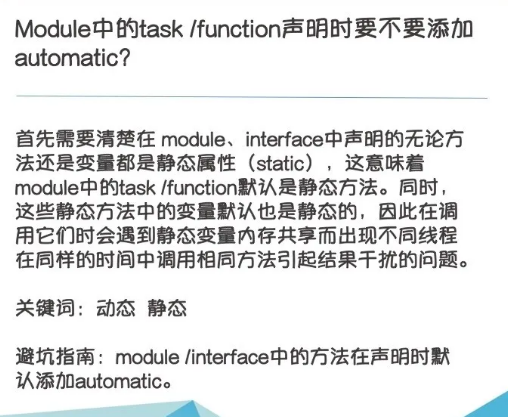 Module中的task /function声明时要不要添加
automatic?
首先需要清楚在 module、interface中声明的无论方
法还是变量都是静态属性（static），这意味着
module中的task /function默认是静态方法。同时，
这些静态方法中的变量默认也是静态的，因此在调
用它们时会遇到静态变量内存共享而出现不同线程
在同样的时间中调用相同方法引起结果干扰的问题。
关键词：动态 静态
避坑指南：module /interface中的方法在声明时默
认添加automatic。